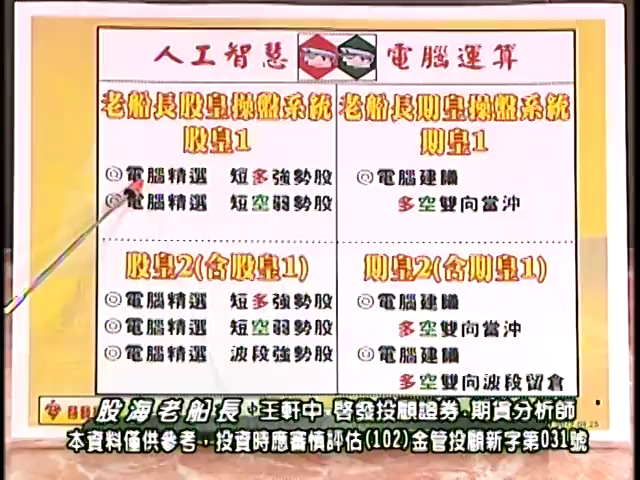 人工智慧 電腦運算
老船長股皇操盤系統 老船長期皇操盤系統
股皇1 期皇1
◎電腦精選 短多強勢股 ◎電腦建議
◎電腦精選 短空弱勢股 多空雙向當沖
股皇2(含股皇1) 期皇2(含期皇1)
◎電腦精選 短多強勢股 ◎電腦建議
◎電腦精選 短空弱勢股 多空雙向當沖
◎電腦精選 波段強勢股 ◎電腦建議
多空雙向波段留倉
股海老船長 王軒中 啓發投顧證券．期貨分析師
本資料僅供參考，投資時應審慎評估(102)金管投顧新字第031號